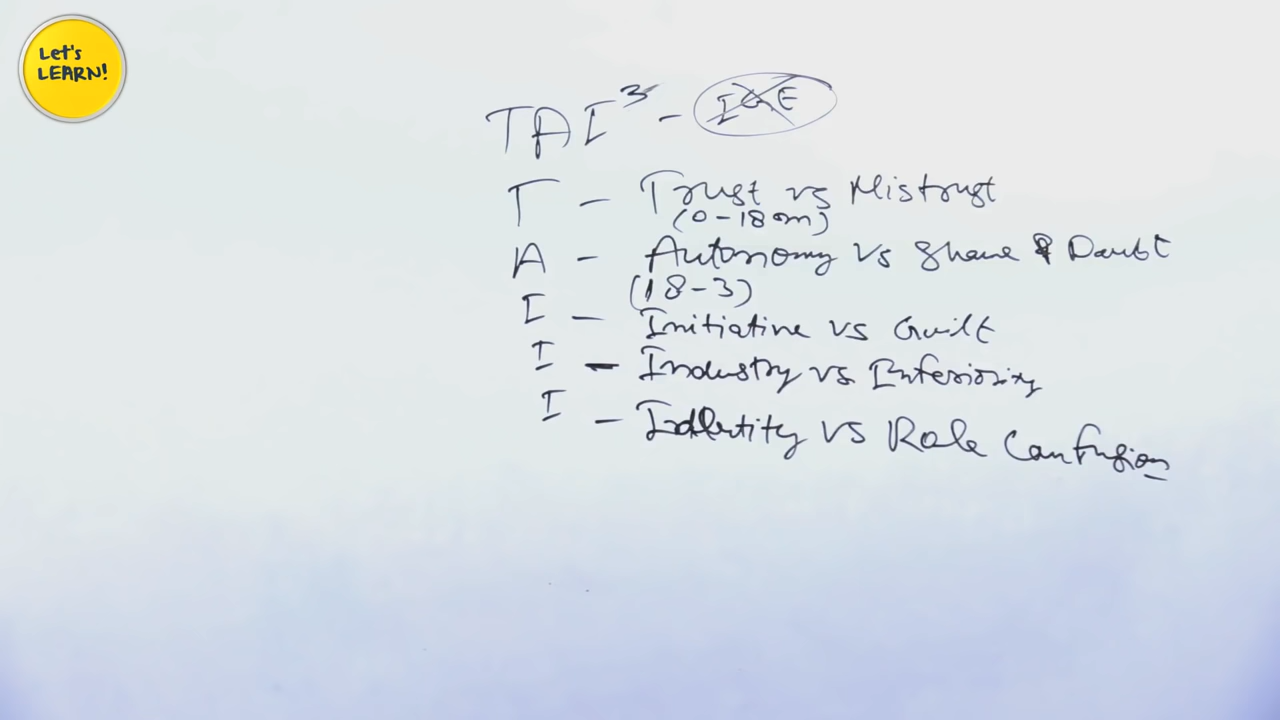 Let's
LEARN!
TAI³ - IGE
T - Trust vs Mistrust
(0-18m)
A - Autonomy vs Shame & Doubt
(18-3)
I - Initiative vs Guilt
I - Industry vs Inferiority
I - Identity vs Role Confusion